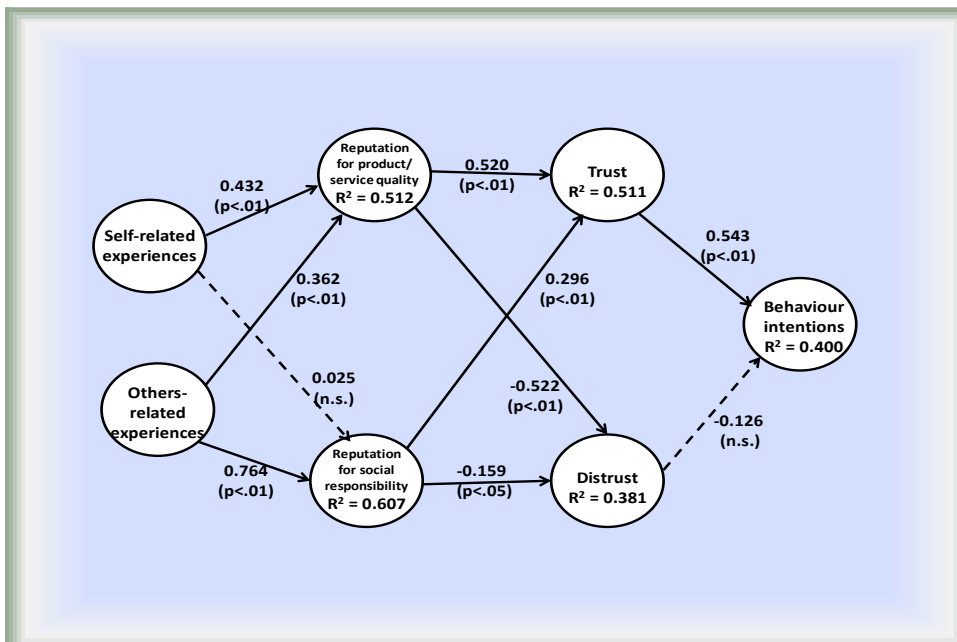 Reputation
for product/
service quality
R² = 0.512
0.520
(p<.01)
Trust
R² = 0.511
0.432
(p<.01)
Self-related
experiences
0.362
(p<.01)
0.296
(p<.01)
0.543
(p<.01)
Behaviour
intentions
R² = 0.400
Others-
related
experiences
0.025
(n.s.)
-0.522
(p<.01)
-0.126
(n.s.)
0.764
(p<.01)
Reputation
for social
responsibility
R² = 0.607
-0.159
(p<.05)
Distrust
R² = 0.381